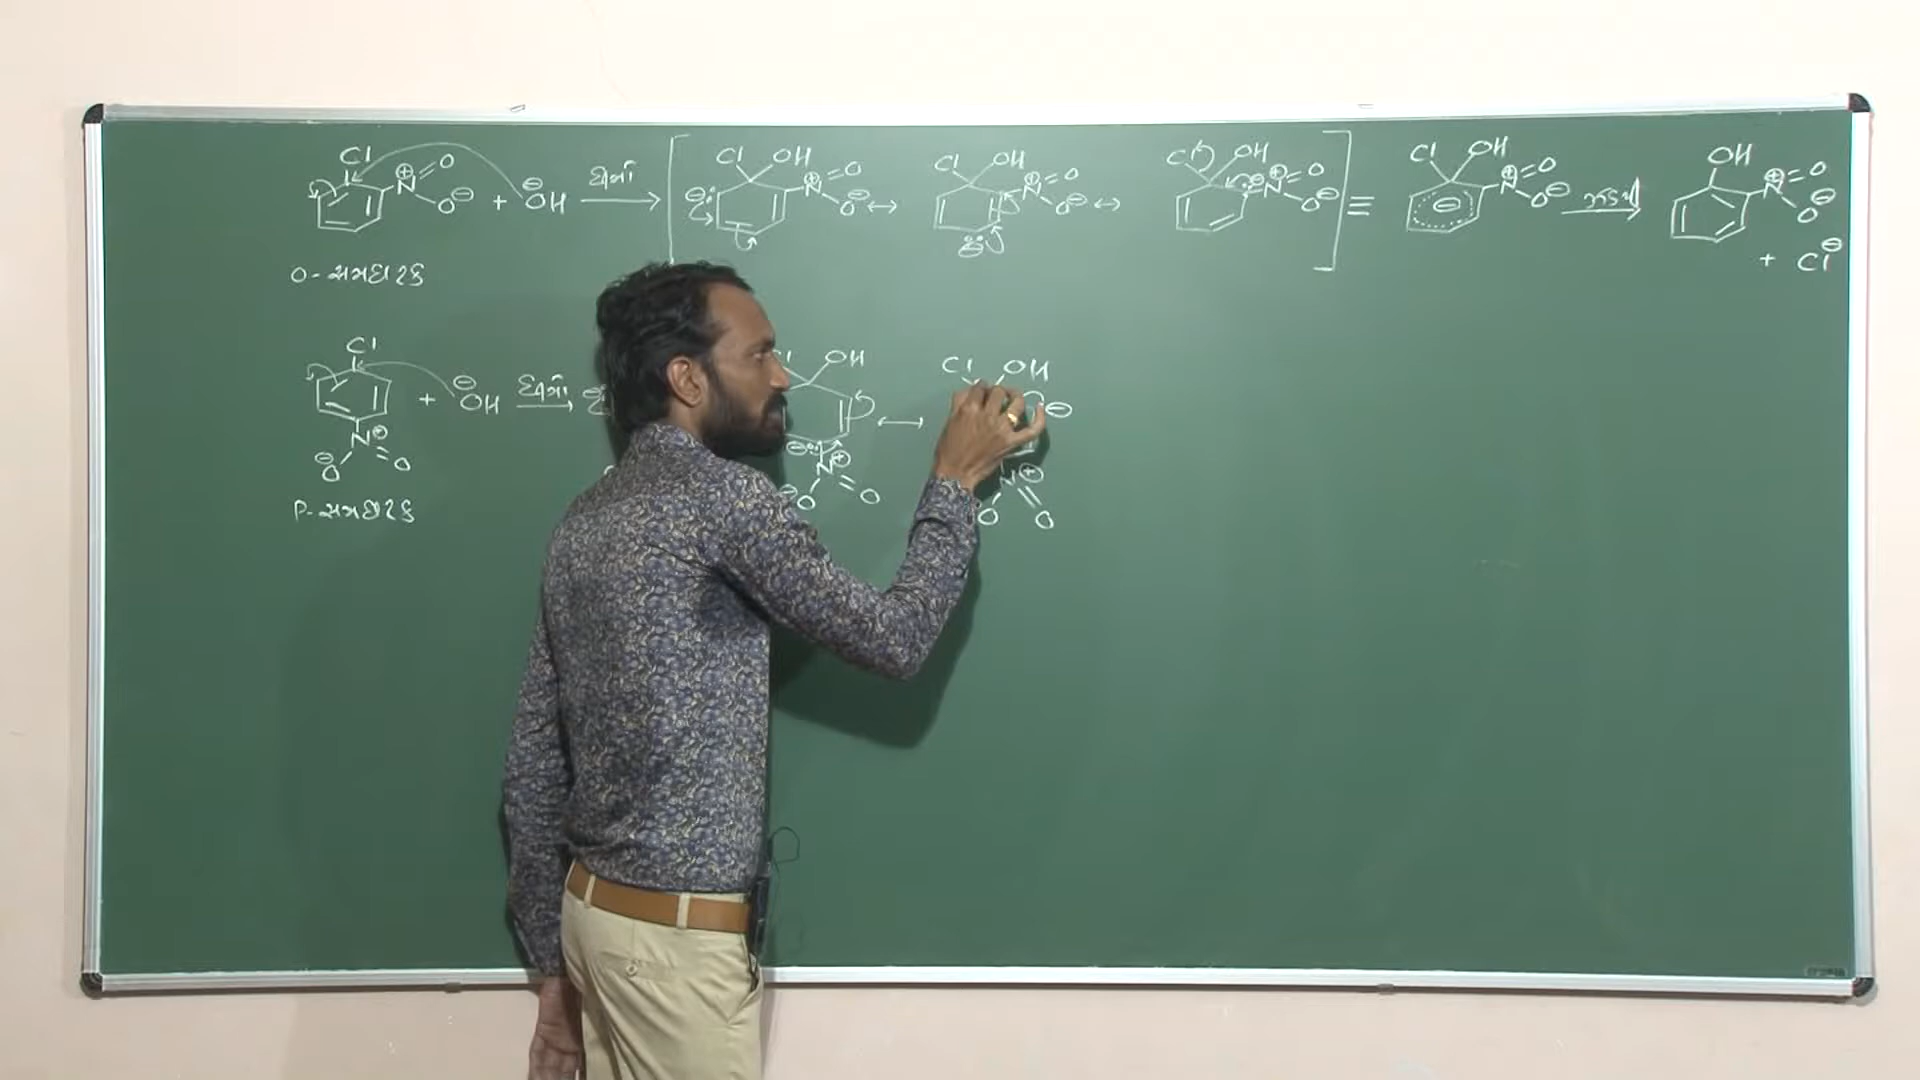 Cl Cl OH Cl OH Cl OH Cl OH OH
N⊕ =O O⊖ + ⊖OH ધીમો → [ ⊖: N⊕ =O O⊖ ↔ N⊕ =O O⊖ ↔ ⊖ N⊕ =O O⊖ ] ≡ ⊖ N⊕ =O O⊖ ઝડપી → N⊕ =O O⊖
+ Cl⊖
O- સમઘટક
Cl OH Cl OH
+ ⊖OH ધીમો → ↔ ⊖
N⊕ ⊖: N⊕ N⊕
⊖O =O ⊖O =O O =O
P- સમઘટક